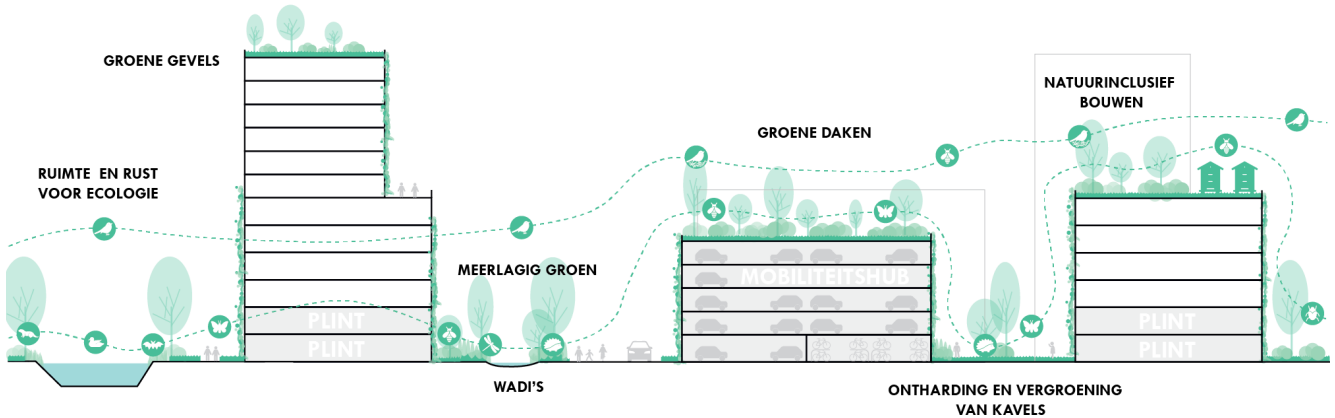 GROENE GEVELS
RUIMTE EN RUST
VOOR ECOLOGIE
PLINT
PLINT
MEERLAGIG GROEN
WADI'S
GROENE DAKEN
MOBILITEITSHUB
NATUURINCLUSIEF
BOUWEN
PLINT
PLINT
ONTHARDING EN VERGROENING
VAN KAVELS